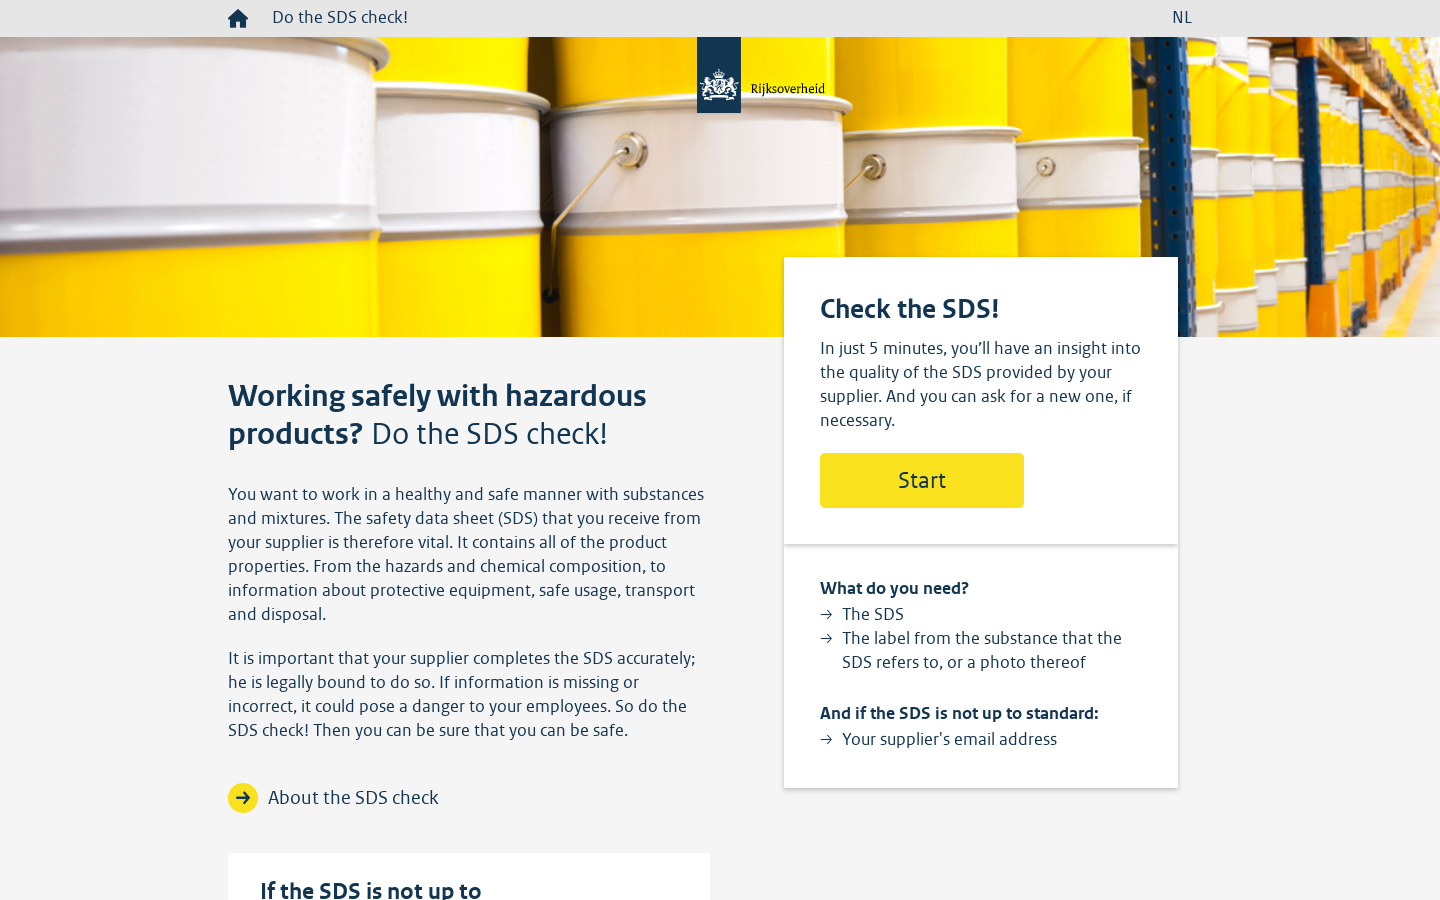 Do the SDS check!
NL
Rijksoverheid
Check the SDS!
In just 5 minutes, you’ll have an insight into
the quality of the SDS provided by your
supplier. And you can ask for a new one, if
necessary.
Start
Working safely with hazardous
products? Do the SDS check!
You want to work in a healthy and safe manner with substances
and mixtures. The safety data sheet (SDS) that you receive from
your supplier is therefore vital. It contains all of the product
properties. From the hazards and chemical composition, to
information about protective equipment, safe usage, transport
and disposal.
It is important that your supplier completes the SDS accurately;
he is legally bound to do so. If information is missing or
incorrect, it could pose a danger to your employees. So do the
SDS check! Then you can be sure that you can be safe.
About the SDS check
What do you need?
The SDS
The label from the substance that the
SDS refers to, or a photo thereof
And if the SDS is not up to standard:
Your supplier's email address
If the SDS is not up to